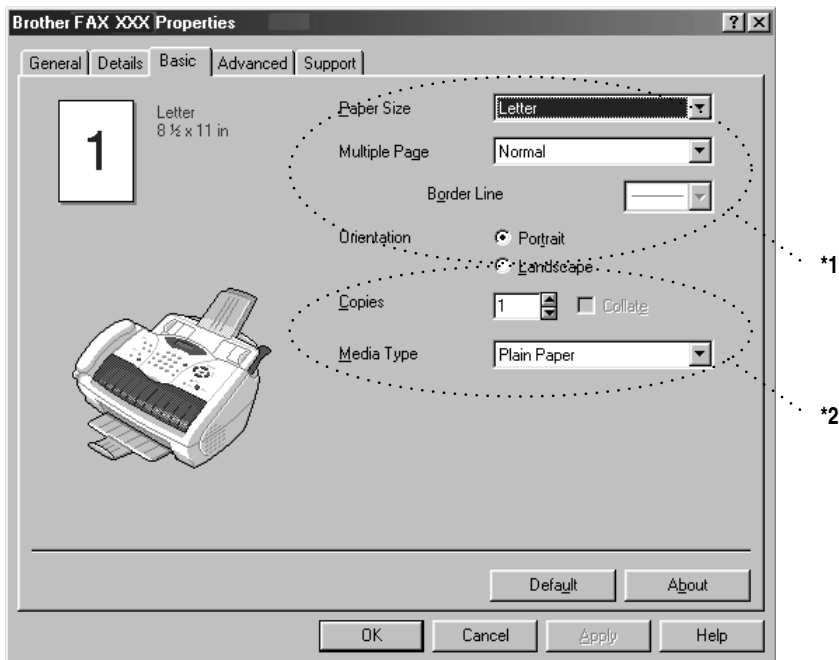 Brother FAX XXX Properties
General Details Basic Advanced Support
1
Letter
8 ½ x 11 in
Paper Size Letter
Multiple Page Normal
Border Line
Orientation Portrait
Landscape
*1
Copies 1 Collate
Media Type Plain Paper
*2
Default About
OK Cancel Apply Help